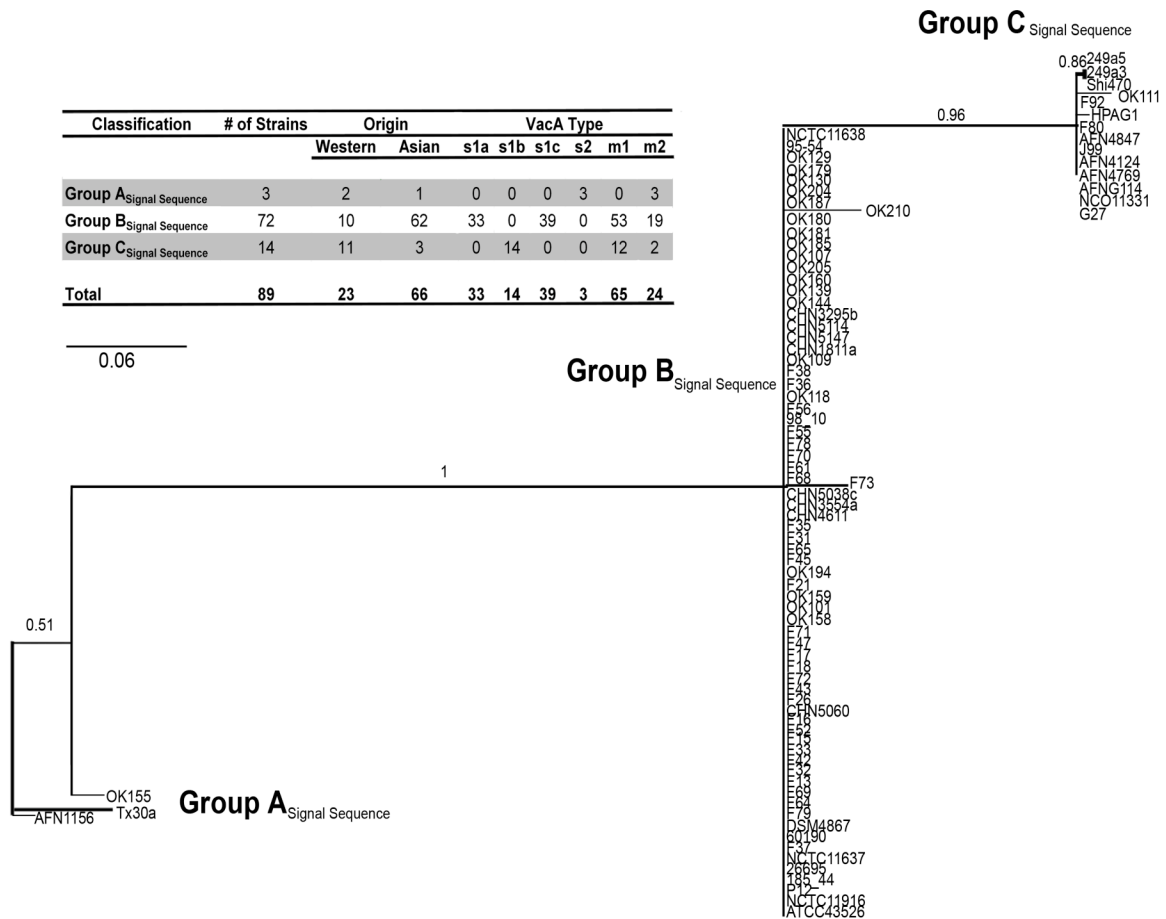 Group C Signal Sequence
0.86
249a5
249a3
Shi470
OK111
F92
HPAG1
F80
AFN4847
J99
AFN4124
AFN4769
AFNG114
NCO11331
G27
0.96
Classification # of Strains Origin VacA Type
Western Asian s1a s1b s1c s2 m1 m2
Group A Signal Sequence 3 2 1 0 0 0 3 0 3
Group B Signal Sequence 72 10 62 33 0 39 0 53 19
Group C Signal Sequence 14 11 3 0 14 0 0 12 2
Total 89 23 66 33 14 39 3 65 24
0.06
Group B Signal Sequence
NCTC11638
95-54
OK129
OK179
OK130
OK204
OK187
OK210
OK180
OK181
OK185
OK107
OK205
OK160
OK139
OK144
CHN3295b
CHN5114
CHN5147
CHN1811a
OK109
F38
F36
OK118
F56
98_10
F55
F78
F70
F61
F68
F73
CHN5038c
CHN3554a
CHN4611
F35
F31
F65
F45
OK194
F21
OK159
OK101
OK158
F71
F47
F17
F18
F72
F43
F26
CHN5060
F16
F52
F15
F33
F42
F32
F13
F69
F64
F79
DSM4867
60190
F37
NCTC11637
26695
185_44
P12
NCTC11916
ATCC43526
1
0.51
OK155
Tx30a
AFN1156
Group A Signal Sequence